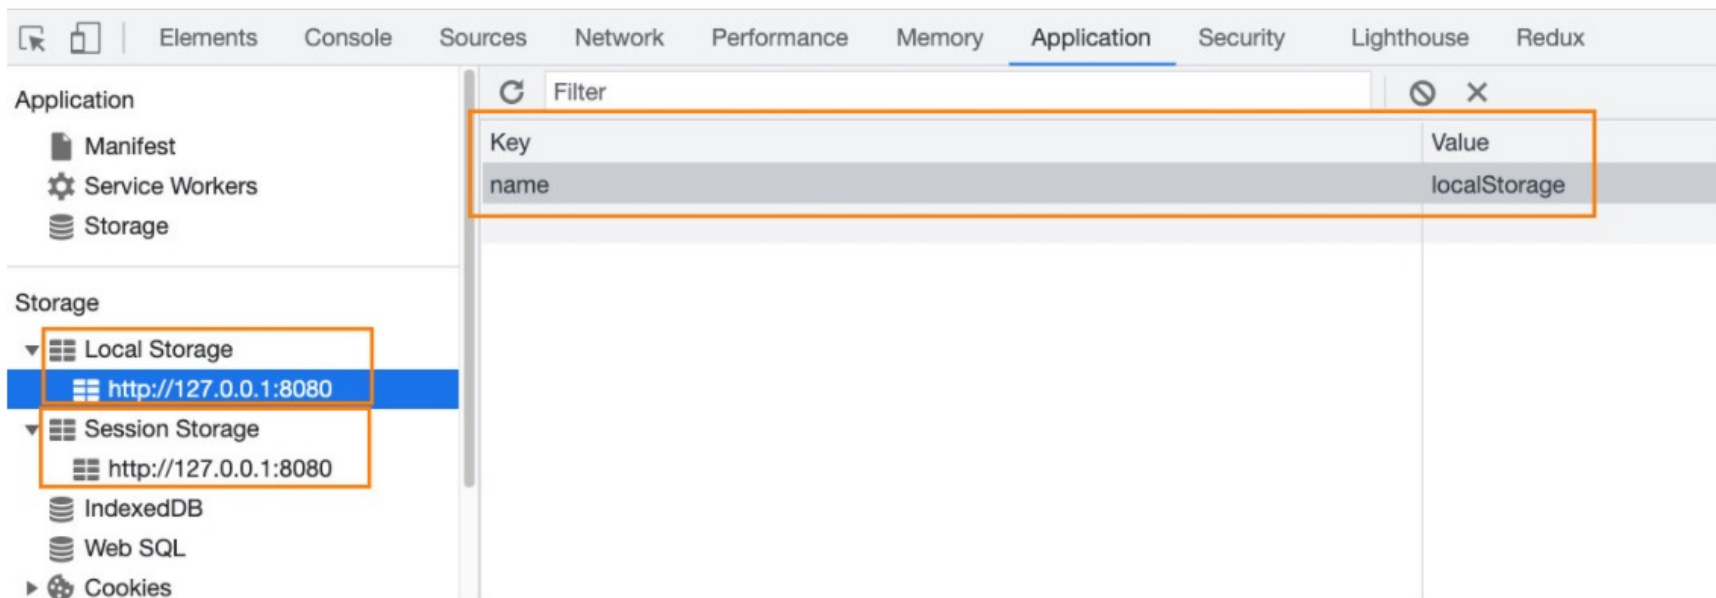 Elements Console Sources Network Performance Memory Application Security Lighthouse Redux
Application
Manifest
Service Workers
Storage
Storage
Local Storage
http://127.0.0.1:8080
Session Storage
http://127.0.0.1:8080
IndexedDB
Web SQL
Cookies
Filter
Key Value
name localStorage